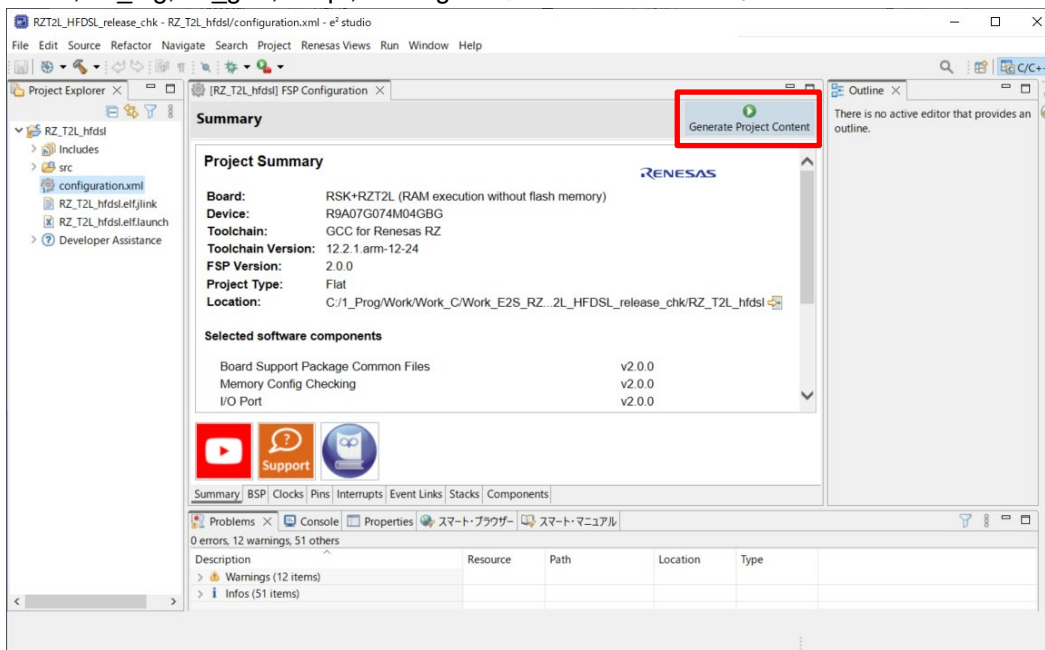 RZT2L_HFDSL_release_chk - RZ_T2L_hfdsl/configuration.xml - e² studio
File Edit Source Refactor Navigate Search Project Renesas Views Run Window Help
C/C+
Project Explorer
[RZ_T2L_hfdsl] FSP Configuration
Outline
Summary
Generate Project Content
There is no active editor that provides an
outline.
RZ_T2L_hfdsl
Includes
src
configuration.xml
RZ_T2L_hfdsl.elf.jlink
RZ_T2L_hfdsl.elf.launch
Developer Assistance
Project Summary
RENESAS
Board: RSK+RZT2L (RAM execution without flash memory)
Device: R9A07G074M04GBG
Toolchain: GCC for Renesas RZ
Toolchain Version: 12.2.1.arm-12-24
FSP Version: 2.0.0
Project Type: Flat
Location: C:/1_Prog/Work/Work_C/Work_E2S_RZ...2L_HFDSL_release_chk/RZ_T2L_hfdsl
Selected software components
Board Support Package Common Files v2.0.0
Memory Config Checking v2.0.0
I/O Port v2.0.0
Support
Summary BSP Clocks Pins Interrupts Event Links Stacks Components
Problems Console Properties スマート・ブラウザー スマート・マニュアル
0 errors, 12 warnings, 51 others
Description Resource Path Location Type
Warnings (12 items)
Infos (51 items)